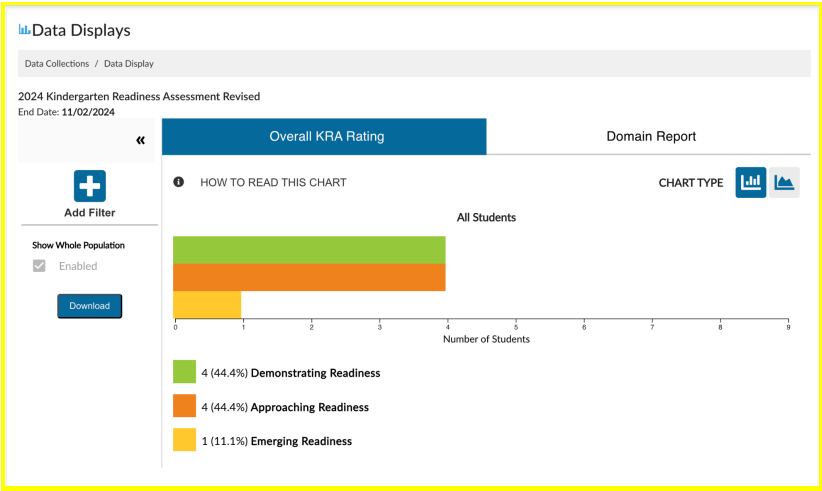 Data Displays
Data Collections / Data Display
2024 Kindergarten Readiness Assessment Revised
End Date: 11/02/2024
«
Overall KRA Rating
Domain Report
Add Filter
Show Whole Population
Enabled
Download
HOW TO READ THIS CHART
CHART TYPE
All Students
0 1 2 3 4 5 6 7 8 9
Number of Students
4 (44.4%) Demonstrating Readiness
4 (44.4%) Approaching Readiness
1 (11.1%) Emerging Readiness